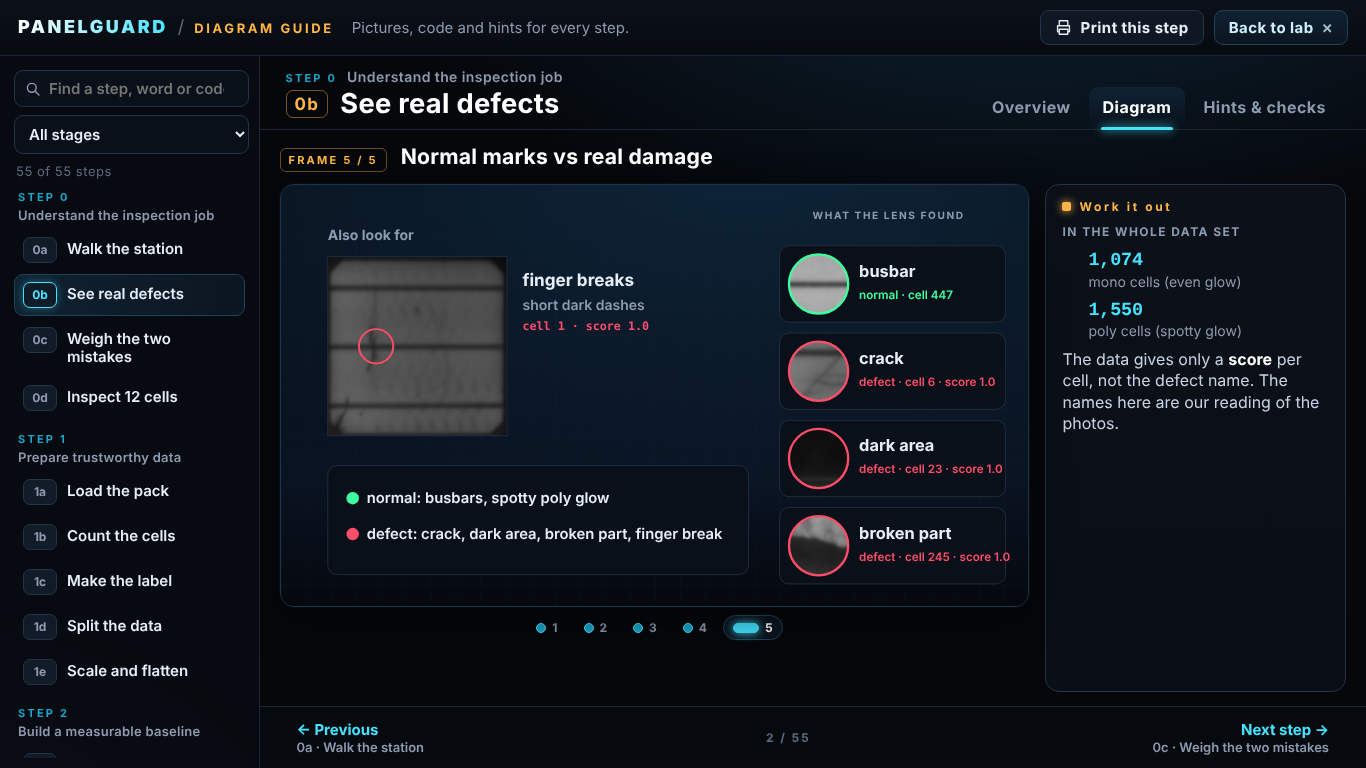 PANELGUARD / DIAGRAM GUIDE Pictures, code and hints for every step.
Print this step
Back to lab ×
Find a step, word or cod
All stages
55 of 55 steps
STEP 0
Understand the inspection job
0a Walk the station
0b See real defects
0c Weigh the two
mistakes
0d Inspect 12 cells
STEP 1
Prepare trustworthy data
1a Load the pack
1b Count the cells
1c Make the label
1d Split the data
1e Scale and flatten
STEP 2
Build a measurable baseline
STEP 0 Understand the inspection job
0b See real defects
Overview
Diagram
Hints & checks
FRAME 5 / 5 Normal marks vs real damage
Also look for
finger breaks
short dark dashes
cell 1 · score 1.0
normal: busbars, spotty poly glow
defect: crack, dark area, broken part, finger break
WHAT THE LENS FOUND
busbar
normal · cell 447
crack
defect · cell 6 · score 1.0
dark area
defect · cell 23 · score 1.0
broken part
defect · cell 245 · score 1.0
1 2 3 4 5
Work it out
IN THE WHOLE DATA SET
1,074
mono cells (even glow)
1,550
poly cells (spotty glow)
The data gives only a score per
cell, not the defect name. The
names here are our reading of the
photos.
← Previous
0a · Walk the station
2 / 55
Next step →
0c · Weigh the two mistakes